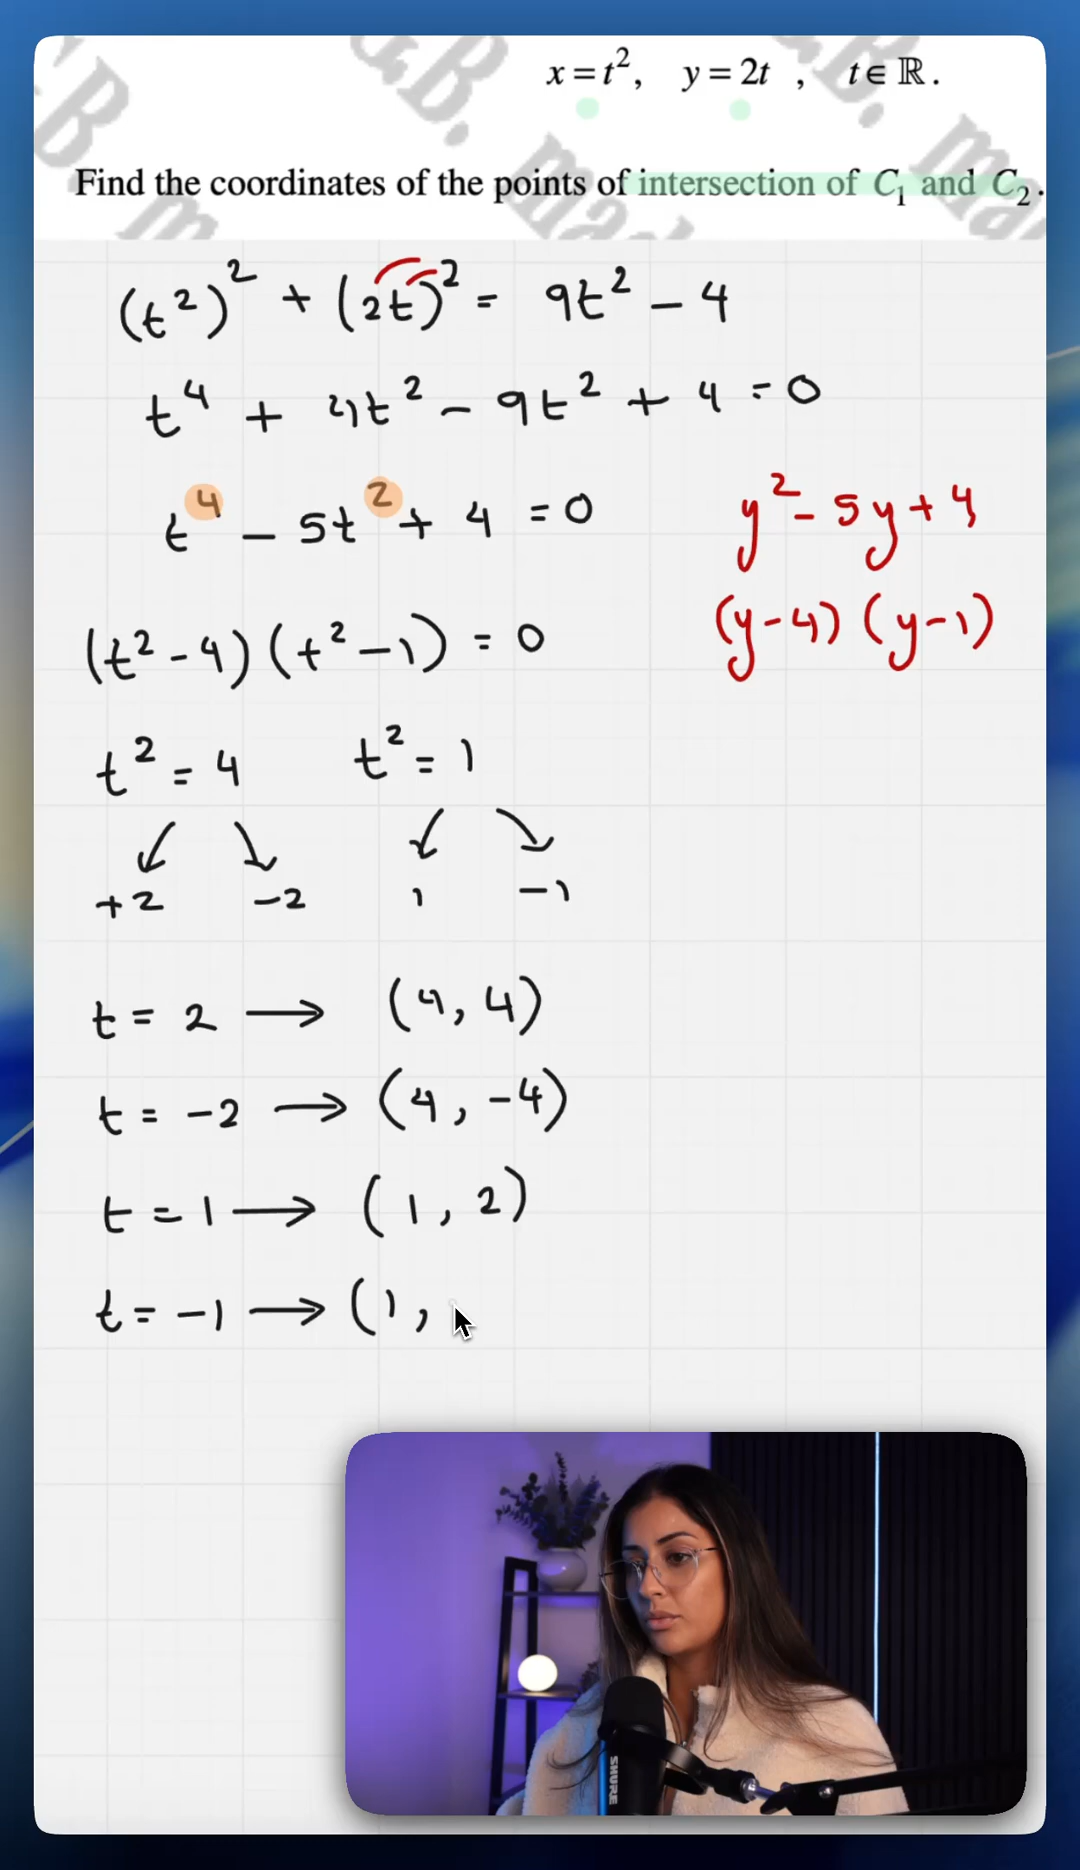 x = t², y = 2t , t ∈ ℝ.
Find the coordinates of the points of intersection of C₁ and C₂.
(t²)² + (2t)² = 9t² − 4
t⁴ + 4t² − 9t² + 4 = 0
t⁴ − 5t² + 4 = 0
y² − 5y + 4
(t² − 4)(t² − 1) = 0
(y − 4)(y − 1)
t² = 4 t² = 1
+2 −2 1 −1
t = 2 → (4, 4)
t = −2 → (4, −4)
t = 1 → (1, 2)
t = −1 → (1,
SHURE